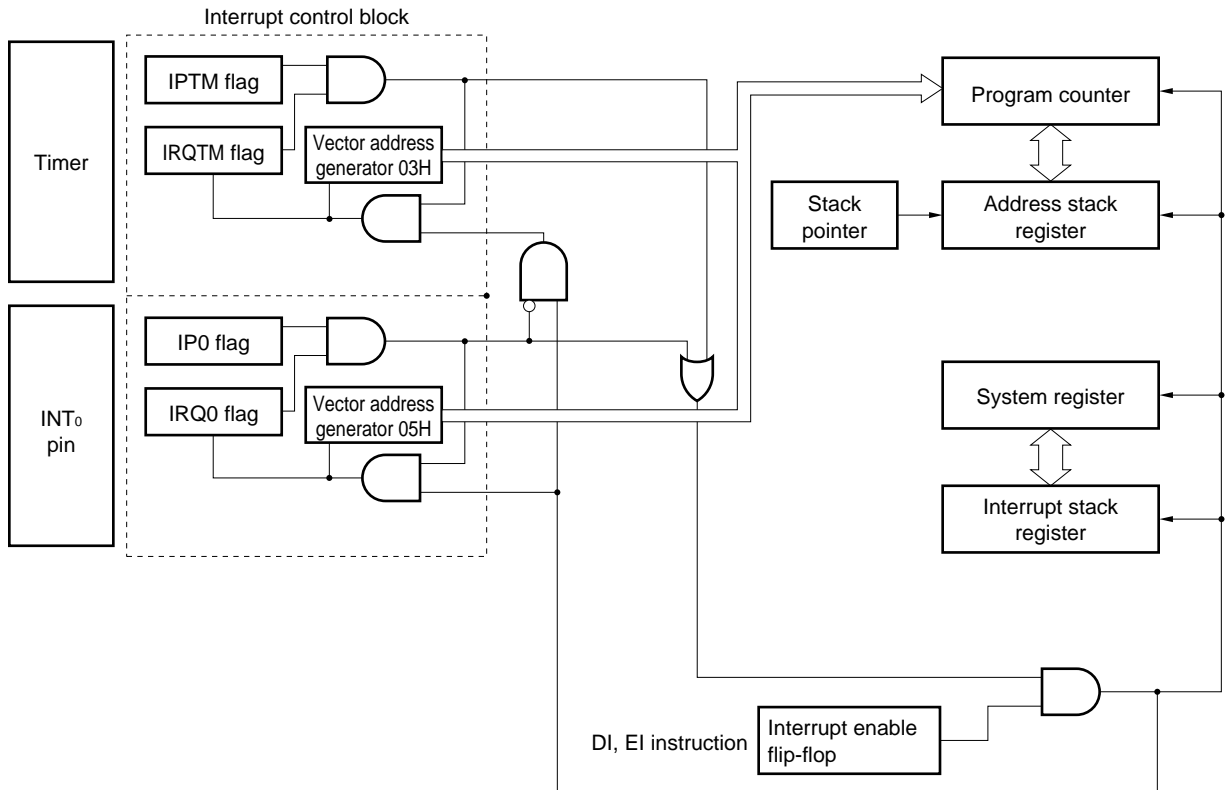 Interrupt control block
Timer
IPTM flag
IRQTM flag
Vector address
generator 03H
INT0
pin
IP0 flag
IRQ0 flag
Vector address
generator 05H
Program counter
Stack
pointer
Address stack
register
System register
Interrupt stack
register
DI, EI instruction
Interrupt enable
flip-flop